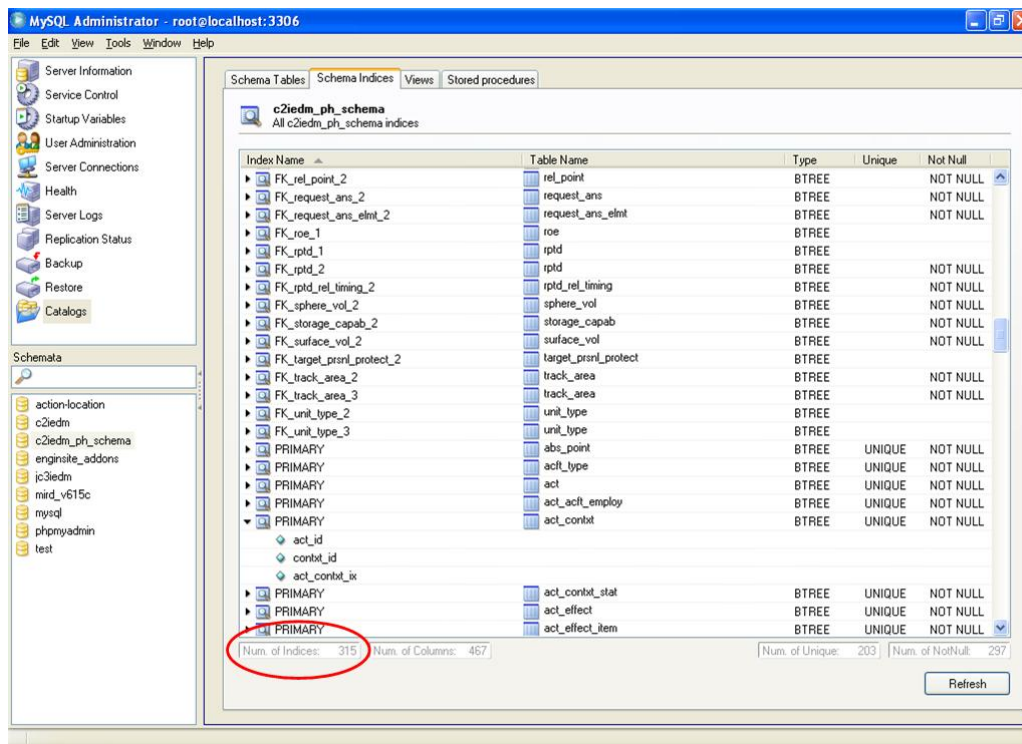 MySQL Administrator - root@localhost:3306
File Edit View Tools Window Help
Server Information
Service Control
Startup Variables
User Administration
Server Connections
Health
Server Logs
Replication Status
Backup
Restore
Catalogs
Schemata
action-location
c2iedm
c2iedm_ph_schema
enginsite_addons
jc3iedm
mird_v615c
mysql
phpmyadmin
test
Schema Tables Schema Indices Views Stored procedures
c2iedm_ph_schema
All c2iedm_ph_schema indices
Index Name Table Name Type Unique Not Null
FK_rel_point_2 rel_point BTREE NOT NULL
FK_request_ans_2 request_ans BTREE NOT NULL
FK_request_ans_elmt_2 request_ans_elmt BTREE NOT NULL
FK_roe_1 roe BTREE
FK_rptd_1 rptd BTREE
FK_rptd_2 rptd BTREE NOT NULL
FK_rptd_rel_timing_2 rptd_rel_timing BTREE NOT NULL
FK_sphere_vol_2 sphere_vol BTREE NOT NULL
FK_storage_capab_2 storage_capab BTREE NOT NULL
FK_surface_vol_2 surface_vol BTREE NOT NULL
FK_target_prsnl_protect_2 target_prsnl_protect BTREE
FK_track_area_2 track_area BTREE NOT NULL
FK_track_area_3 track_area BTREE NOT NULL
FK_unit_type_2 unit_type BTREE
FK_unit_type_3 unit_type BTREE
PRIMARY abs_point BTREE UNIQUE NOT NULL
PRIMARY acft_type BTREE UNIQUE NOT NULL
PRIMARY act BTREE UNIQUE NOT NULL
PRIMARY act_acft_employ BTREE UNIQUE NOT NULL
PRIMARY act_contxt BTREE UNIQUE NOT NULL
act_id
contxt_id
act_contxt_ix
PRIMARY act_contxt_stat BTREE UNIQUE NOT NULL
PRIMARY act_effect BTREE UNIQUE NOT NULL
PRIMARY act_effect_item BTREE UNIQUE NOT NULL
Num. of Indices: 315 Num. of Columns: 467 Num. of Unique: 203 Num. of NotNull: 297
Refresh